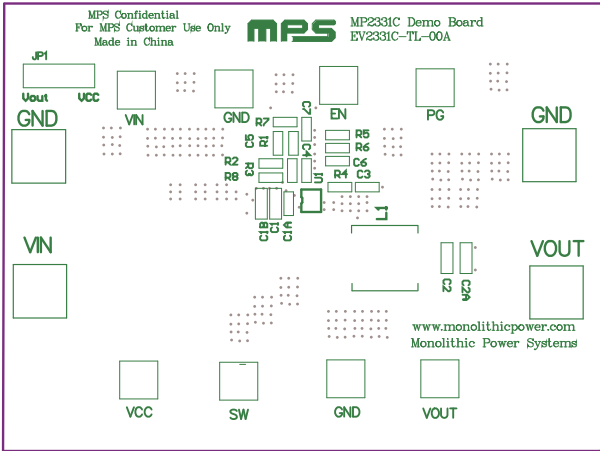 MPS Confidential
For MPS Customer Use Only
Made in China
MPS
MP2331C Demo Board
EV2331C-TL-00A
JP1
Vout
VCC
VIN
GND
EN
PG
GND
GND
C7
R7
C5
R1
C4
R5
R6
C6
R2
R3
R8
R4
C3
U1
C1B
C1
C1A
L1
VIN
VOUT
C2
C2A
www.monolithicpower.com
Monolithic Power Systems
VCC
SW
GND
VOUT